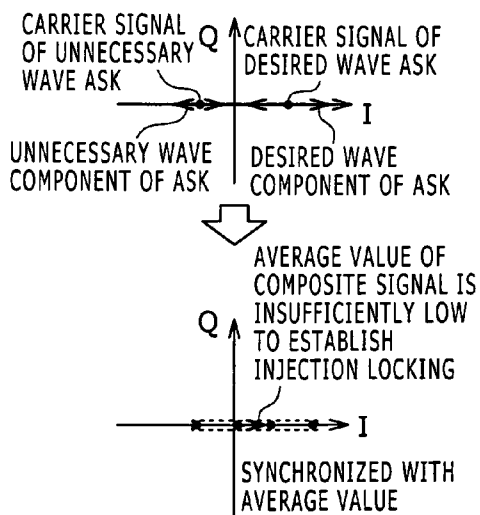 CARRIER SIGNAL
OF UNNECESSARY
WAVE ASK
Q
CARRIER SIGNAL OF
DESIRED WAVE ASK
I
UNNECESSARY WAVE
COMPONENT OF ASK
DESIRED WAVE
COMPONENT OF ASK
AVERAGE VALUE OF
COMPOSITE SIGNAL IS
INSUFFICIENTLY LOW
TO ESTABLISH
INJECTION LOCKING
Q
I
SYNCHRONIZED WITH
AVERAGE VALUE